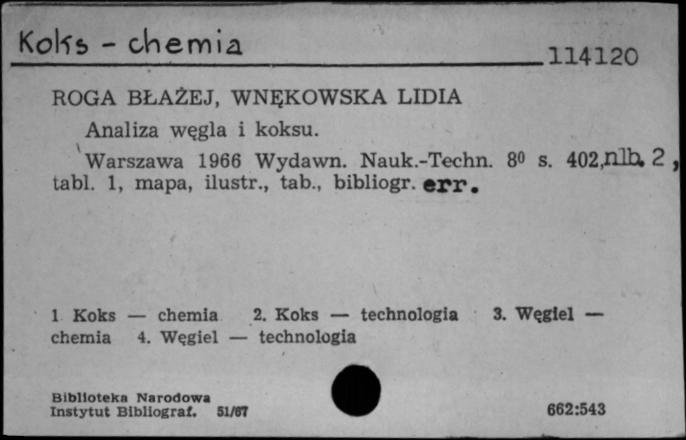 Koks - chemia
114120
ROGA BŁAŻEJ, WNĘKOWSKA LIDIA
Analiza węgla i koksu.
Warszawa 1966 Wydawn. Nauk.-Techn. 8⁰ s. 402, nlb. 2,
tabl. 1, mapa, ilustr., tab., bibliogr. err.
1 Koks — chemia 2. Koks — technologia 3. Węgiel —
chemia 4. Węgiel — technologia
Biblioteka Narodowa
Instytut Bibliograf. 51/67
662:543